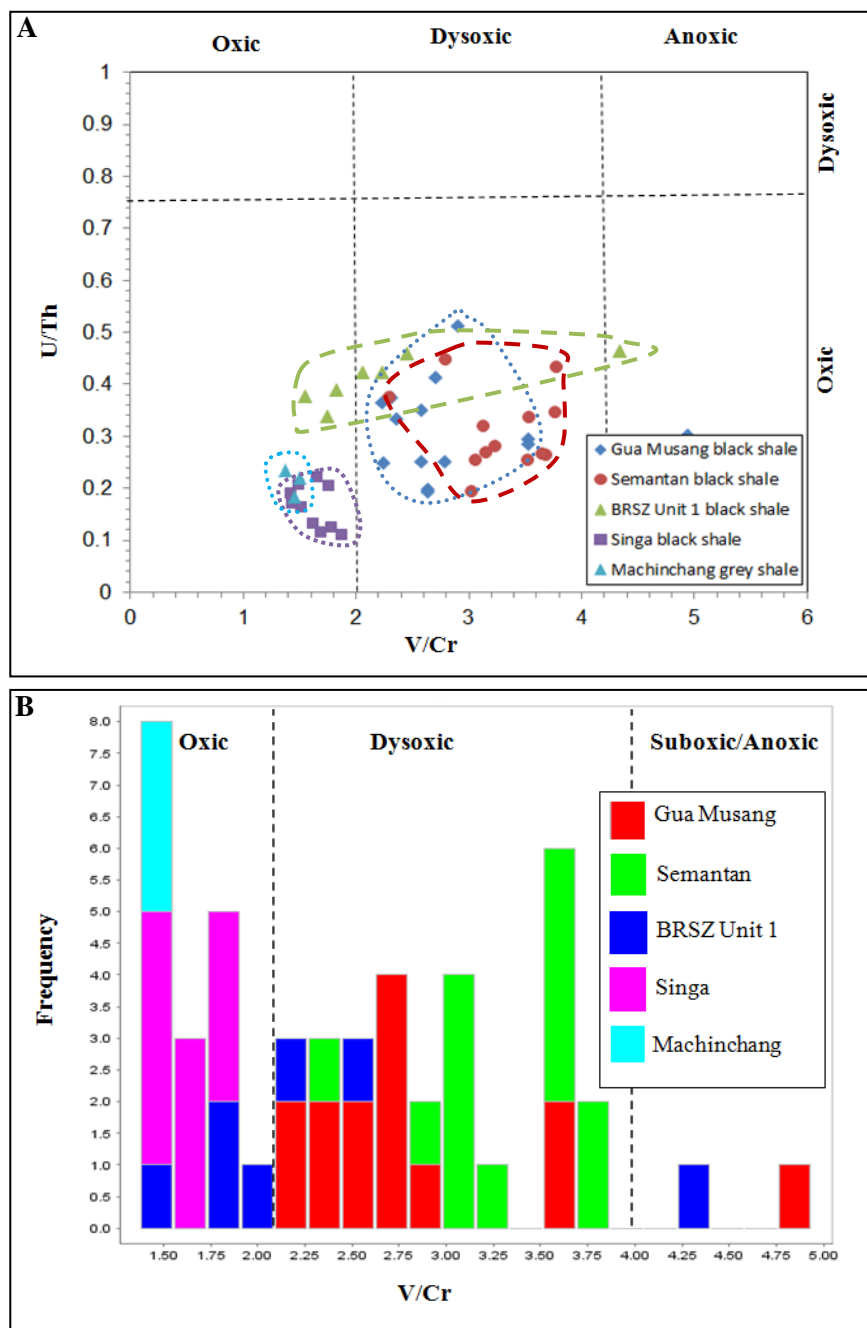 A
Oxic Dysoxic Anoxic
1
0.9
0.8
0.7
0.6
0.5
0.4
0.3
0.2
0.1
0
U/Th
Dysoxic
Oxic
Gua Musang black shale
Semantan black shale
BRSZ Unit 1 black shale
Singa black shale
Machinchang grey shale
0 1 2 3 4 5 6
V/Cr
B
Oxic Dysoxic Suboxic/Anoxic
8.0
7.5
7.0
6.5
6.0
5.5
5.0
4.5
4.0
3.5
3.0
2.5
2.0
1.5
1.0
0.5
0.0
Frequency
Gua Musang
Semantan
BRSZ Unit 1
Singa
Machinchang
1.50 1.75 2.00 2.25 2.50 2.75 3.00 3.25 3.50 3.75 4.00 4.25 4.50 4.75 5.00
V/Cr